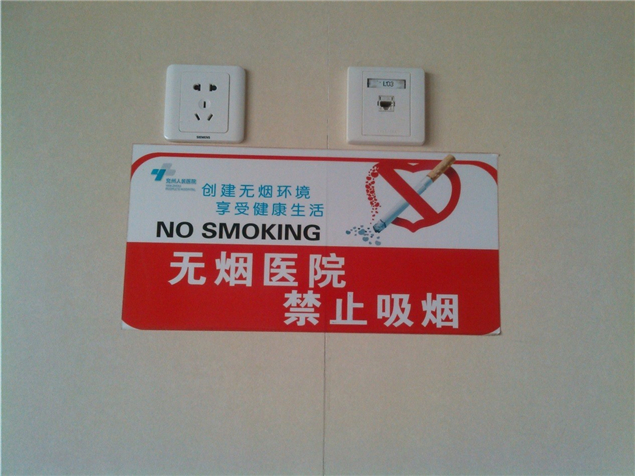 创建无烟环境
享受健康生活
NO SMOKING
无烟医院
禁止吸烟